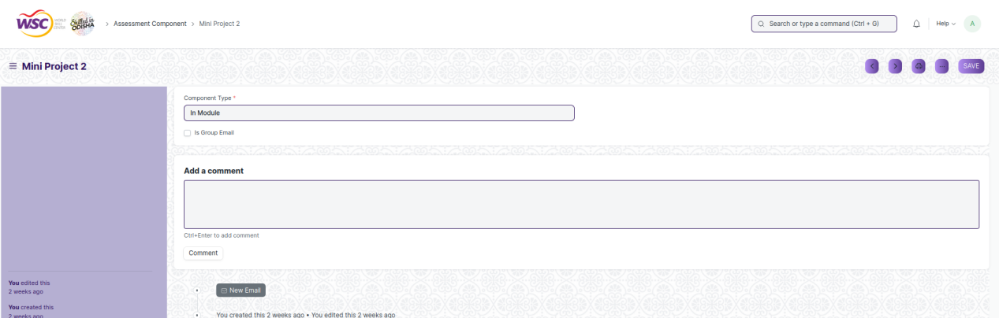 WSC WORLD SKILL CENTER Skilled in ODISHA > Assessment Component > Mini Project 2 Search or type a command (Ctrl + G) Help A
Mini Project 2 SAVE
Component Type *
In Module
Is Group Email
Add a comment
Ctrl+Enter to add comment
Comment
You edited this
2 weeks ago
New Email
You created this
2 weeks ago
You created this 2 weeks ago • You edited this 2 weeks ago